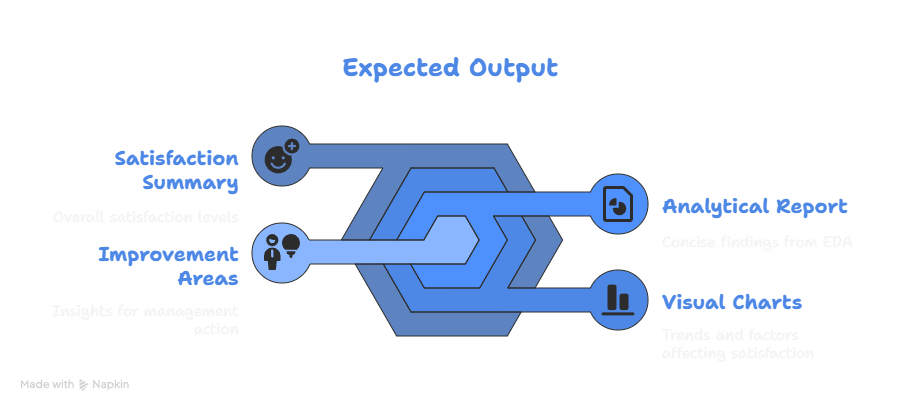 Expected Output
Satisfaction
Summary
Overall satisfaction levels
Improvement
Areas
Insights for management
action
Analytical Report
Concise findings from EDA
Visual Charts
Trends and factors
affecting satisfaction
Made with Napkin